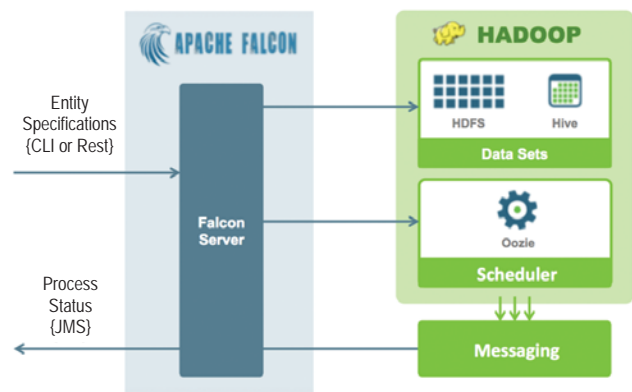 APACHE FALCON
HADOOP
Entity
Specifications
{CLI or Rest}
HDFS
Hive
Data Sets
Falcon
Server
Oozie
Scheduler
Process
Status
{JMS}
Messaging